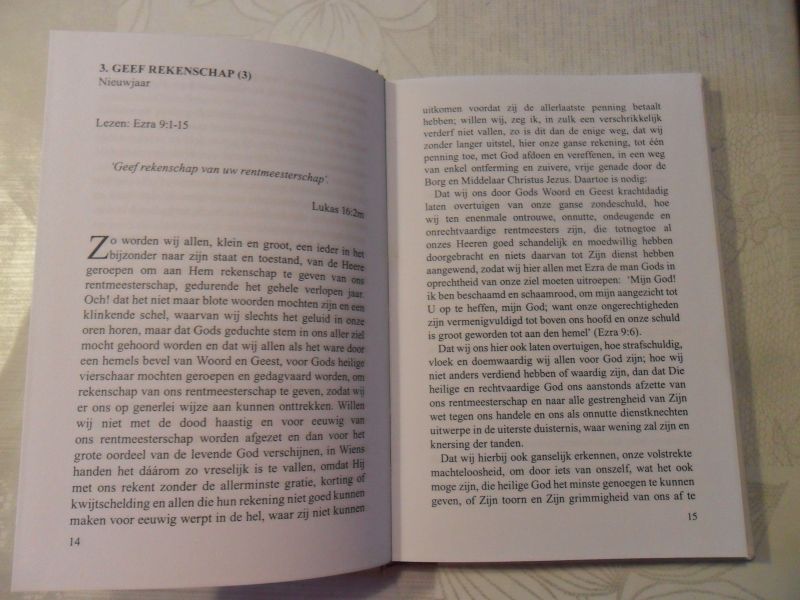 3. GEEF REKENSCHAP (3)
Nieuwjaar
Lezen: Ezra 9:1-15
'Geef rekenschap van uw rentmeesterschap'.
Lukas 16:2m
Zo worden wij allen, klein en groot, een ieder in het
bijzonder naar zijn staat en toestand, van de Heere
geroepen om aan Hem rekenschap te geven van ons
rentmeesterschap, gedurende het gehele verlopen jaar.
Och! dat het niet maar blote woorden mochten zijn en een
klinkende schel, waarvan wij slechts het geluid in onze
oren horen, maar dat Gods geduchte stem in ons aller ziel
mocht gehoord worden en dat wij allen als het ware door
een hemels bevel van Woord en Geest, voor Gods heilige
vierschaar mochten geroepen en gedagvaard worden, om
rekenschap van ons rentmeesterschap te geven, zodat wij
er ons op generlei wijze aan kunnen onttrekken. Willen
wij niet met de dood haastig en voor eeuwig van
ons rentmeesterschap worden afgezet en dan voor het
grote oordeel van de levende God verschijnen, in Wiens
handen het dáárom zo vreselijk is te vallen, omdat Hij
met ons rekent zonder de allerminste gratie, korting of
kwijtschelding en allen die hun rekening niet goed kunnen
maken voor eeuwig werpt in de hel, waar zij niet kunnen
14
uitkomen voordat zij de allerlaatste penning betaalt
hebben; willen wij, zeg ik, in zulk een verschrikkelijk
verderf niet vallen, zo is dit dan de enige weg, dat wij
zonder langer uitstel, hier onze ganse rekening, tot één
penning toe, met God afdoen en vereffenen, in een weg
van enkel ontferming en zuivere, vrije genade door de
Borg en Middelaar Christus Jezus. Daartoe is nodig:
Dat wij ons door Gods Woord en Geest krachtdadig
laten overtuigen van onze ganse zondeschuld, hoe
wij ten enenmale ontrouwe, onnutte, ondeugende en
onrechtvaardige rentmeesters zijn, die totnogtoe al
onzes Heeren goed schandelijk en moedwillig hebben
doorgebracht en niets daarvan tot Zijn dienst hebben
aangewend, zodat wij hier allen met Ezra de man Gods in
oprechtheid van onze ziel moeten uitroepen: 'Mijn God!
ik ben beschaamd en schaamrood, om mijn aangezicht tot
U op te heffen, mijn God; want onze ongerechtigheden
zijn vermenigvuldigd tot boven ons hoofd en onze schuld
is groot geworden tot aan den hemel' (Ezra 9:6).
Dat wij ons hier ook laten overtuigen, hoe strafschuldig,
vloek en doemwaardig wij allen voor God zijn; hoe wij
niet anders verdiend hebben of waardig zijn, dan dat Die
heilige en rechtvaardige God ons aanstonds afzette van
ons rentmeesterschap en naar alle gestrengheid van Zijn
wet tegen ons handele en ons als onnutte dienstknechten
uitwerpe in de uiterste duisternis, waar wening zal zijn en
knersing der tanden.
Dat wij hierbij ook ganselijk erkennen, onze volstrekte
machteloosheid, om door iets van onszelf, wat het ook
moge zijn, die heilige God het minste genoegen te kunnen
geven, of Zijn toorn en Zijn grimmigheid van ons af te
15